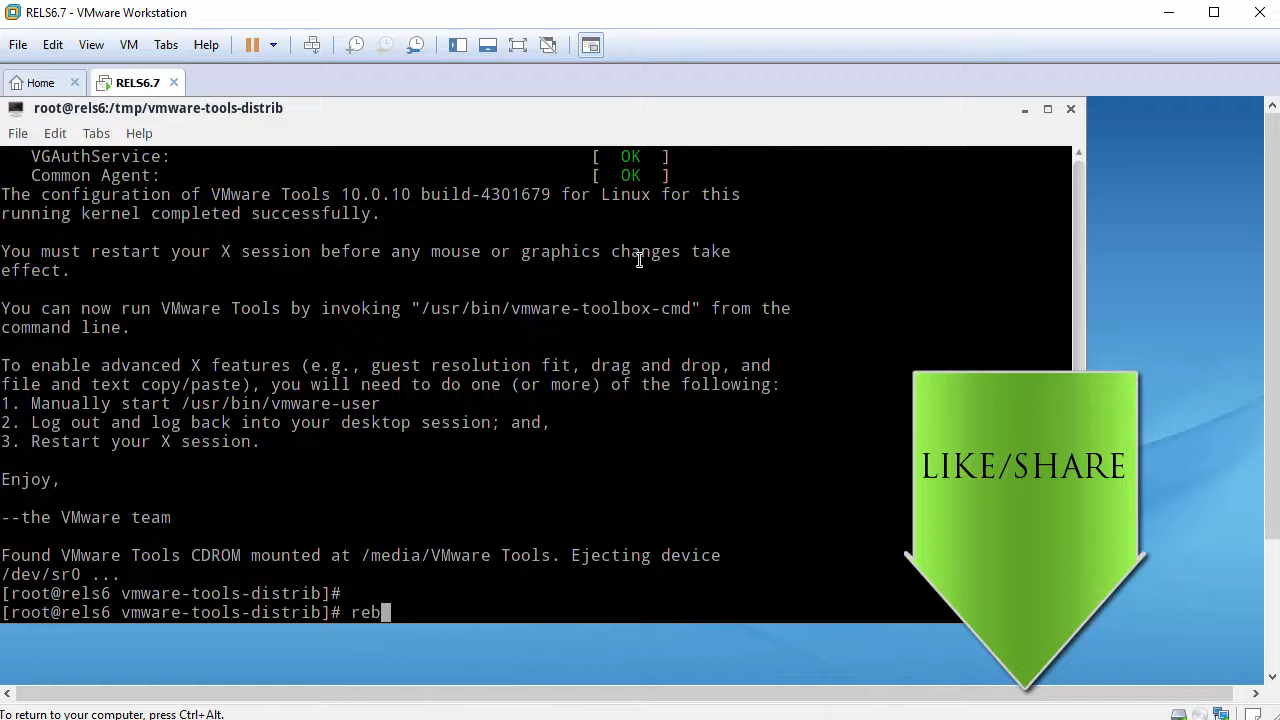 RELS6.7 - VMware Workstation
File Edit View VM Tabs Help
Home RELS6.7
root@rels6:/tmp/vmware-tools-distrib
File Edit Tabs Help
VGAuthService: [ OK ]
Common Agent: [ OK ]
The configuration of VMware Tools 10.0.10 build-4301679 for Linux for this
running kernel completed successfully.
You must restart your X session before any mouse or graphics changes take
effect.
You can now run VMware Tools by invoking "/usr/bin/vmware-toolbox-cmd" from the
command line.
To enable advanced X features (e.g., guest resolution fit, drag and drop, and
file and text copy/paste), you will need to do one (or more) of the following:
1. Manually start /usr/bin/vmware-user
2. Log out and log back into your desktop session; and,
3. Restart your X session.
Enjoy,
--the VMware team
Found VMware Tools CDROM mounted at /media/VMware Tools. Ejecting device
/dev/sr0 ...
[root@rels6 vmware-tools-distrib]#
[root@rels6 vmware-tools-distrib]# reb
LIKE/SHARE
To return to your computer, press Ctrl+Alt.